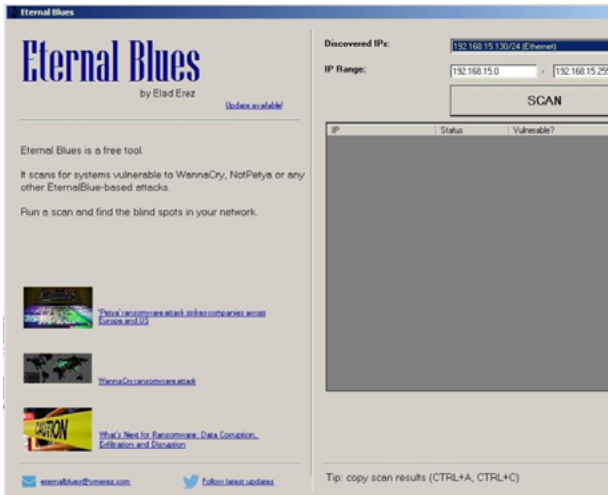 Eternal Blues
Eternal Blues
by Elad Erez
Update available!
Eternal Blues is a free tool.
It scans for systems vulnerable to WannaCry, NotPetya or any
other EternalBlue-based attacks.
Run a scan and find the blind spots in your network.
'Petya' ransomware attack strikes companies across
Europe and US
WannaCry ransomware attack
CAUTION
What's Next for Ransomware: Data Corruption,
Exfiltration and Disruption
eternalblues@omerez.com
Follow latest updates
Discovered IPs:
192.168.15.130/24 (Ethernet)
IP Range:
192.168.15.0 - 192.168.15.255
SCAN
IP Status Vulnerable?
Tip: copy scan results (CTRL+A, CTRL+C)